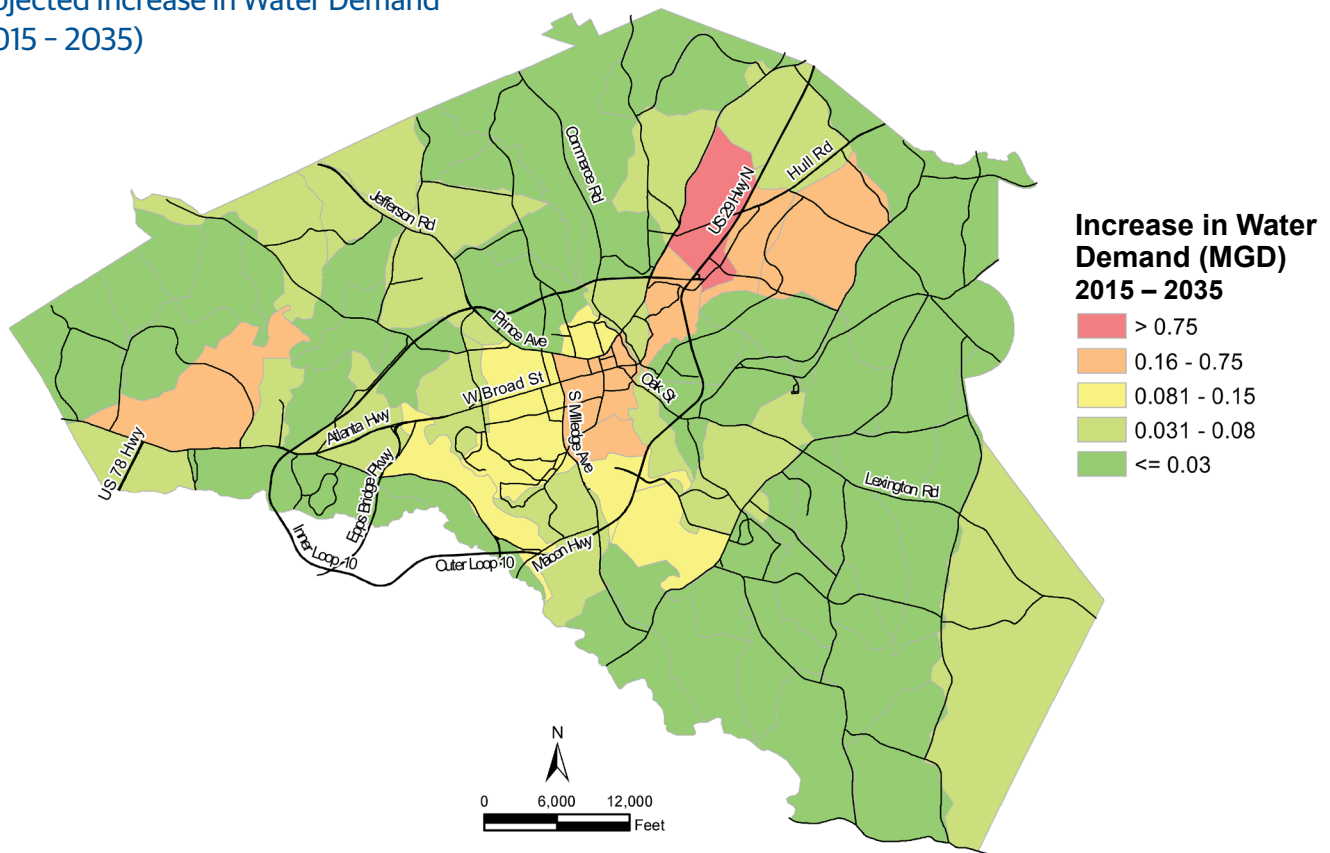 ojected Increase in Water Demand
015 – 2035)
Commerce Rd
Hull Rd
US 29 Hwy N
Jefferson Rd
Prince Ave
W. Broad St
Oak St
S Milledge Ave
Atlanta Hwy
US 78 Hwy
Epps Bridge Pkwy
Lexington Rd
Inner Loop 10
Outer Loop 10
Macon Hwy
Increase in Water
Demand (MGD)
2015 – 2035
> 0.75
0.16 - 0.75
0.081 - 0.15
0.031 - 0.08
<= 0.03
N
0 6,000 12,000
Feet